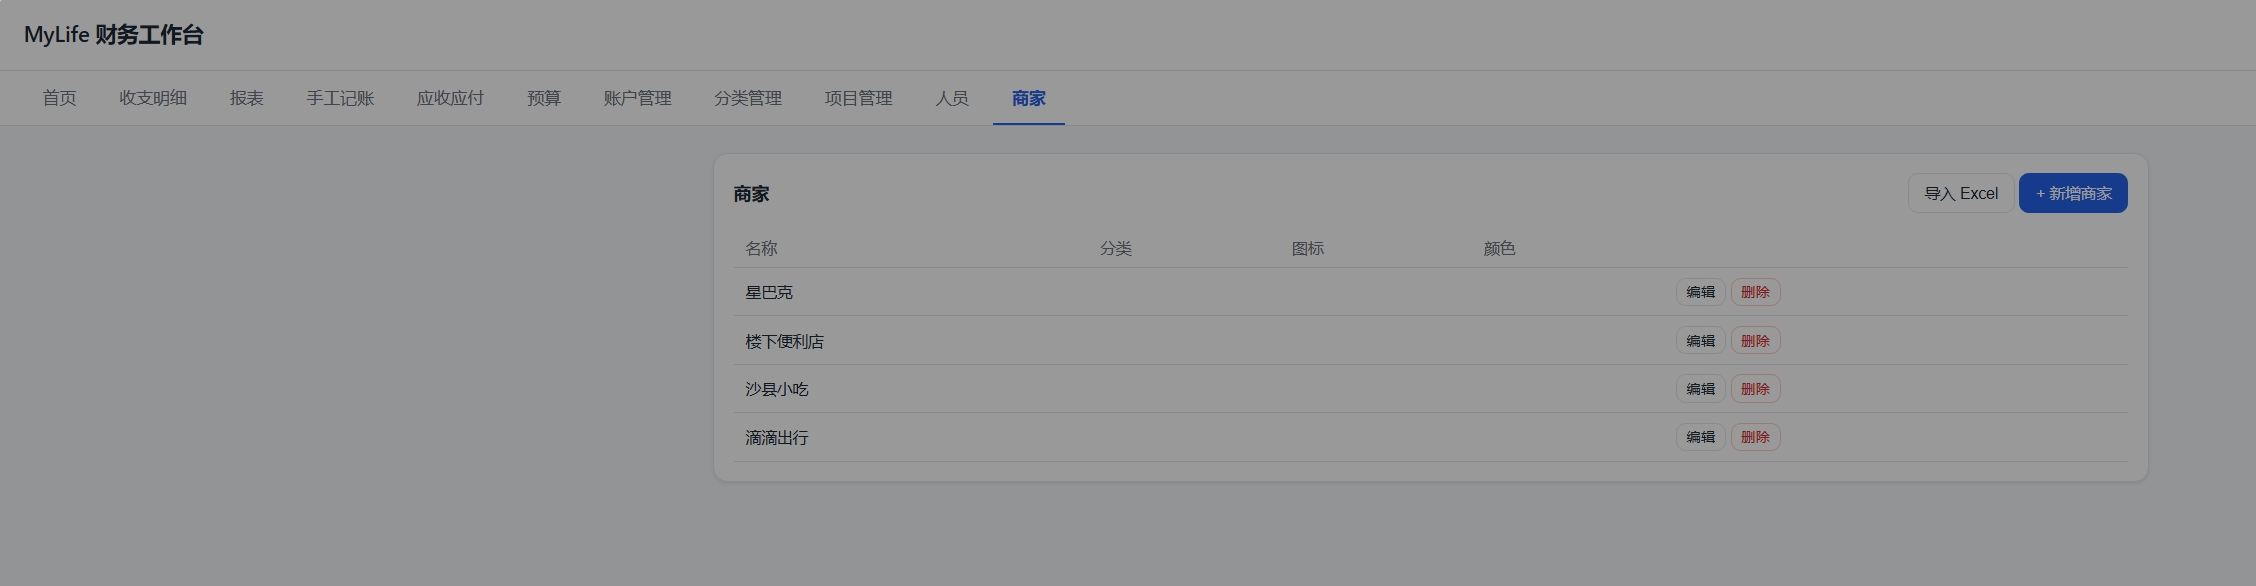 MyLife 财务工作台
首页 收支明细 报表 手工记账 应收应付 预算 账户管理 分类管理 项目管理 人员 商家
商家 导入 Excel + 新增商家
名称 分类 图标 颜色
星巴克 编辑 删除
楼下便利店 编辑 删除
沙县小吃 编辑 删除
滴滴出行 编辑 删除